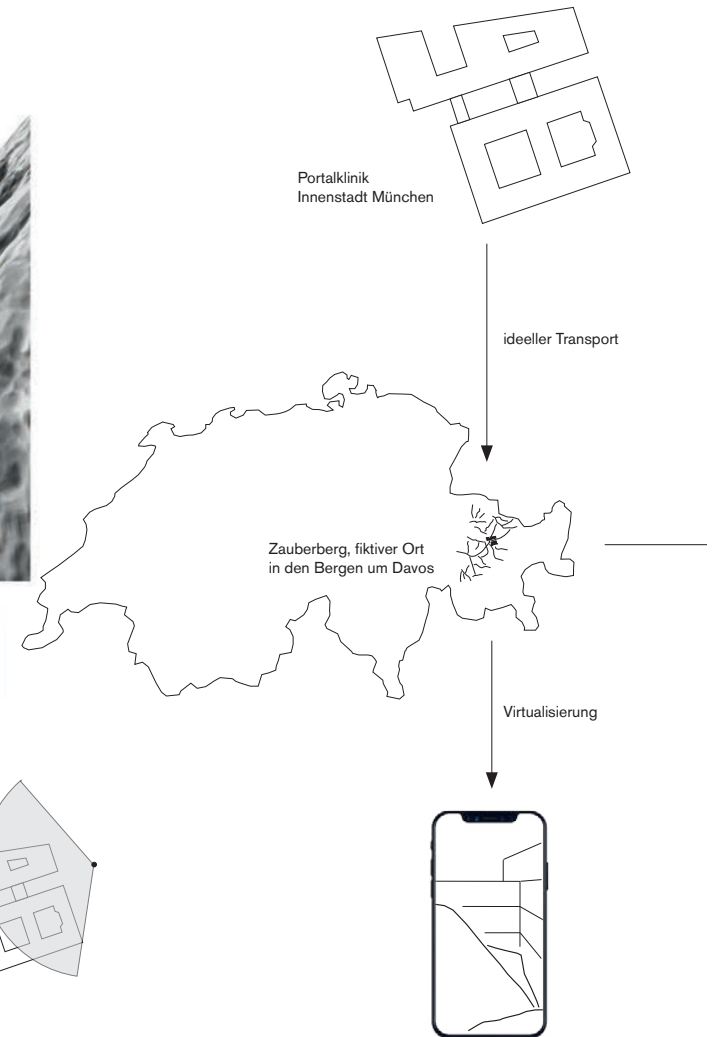 Portalklinik
Innenstadt München
ideeller Transport
Zauberberg, fiktiver Ort
in den Bergen um Davos
Virtualisierung